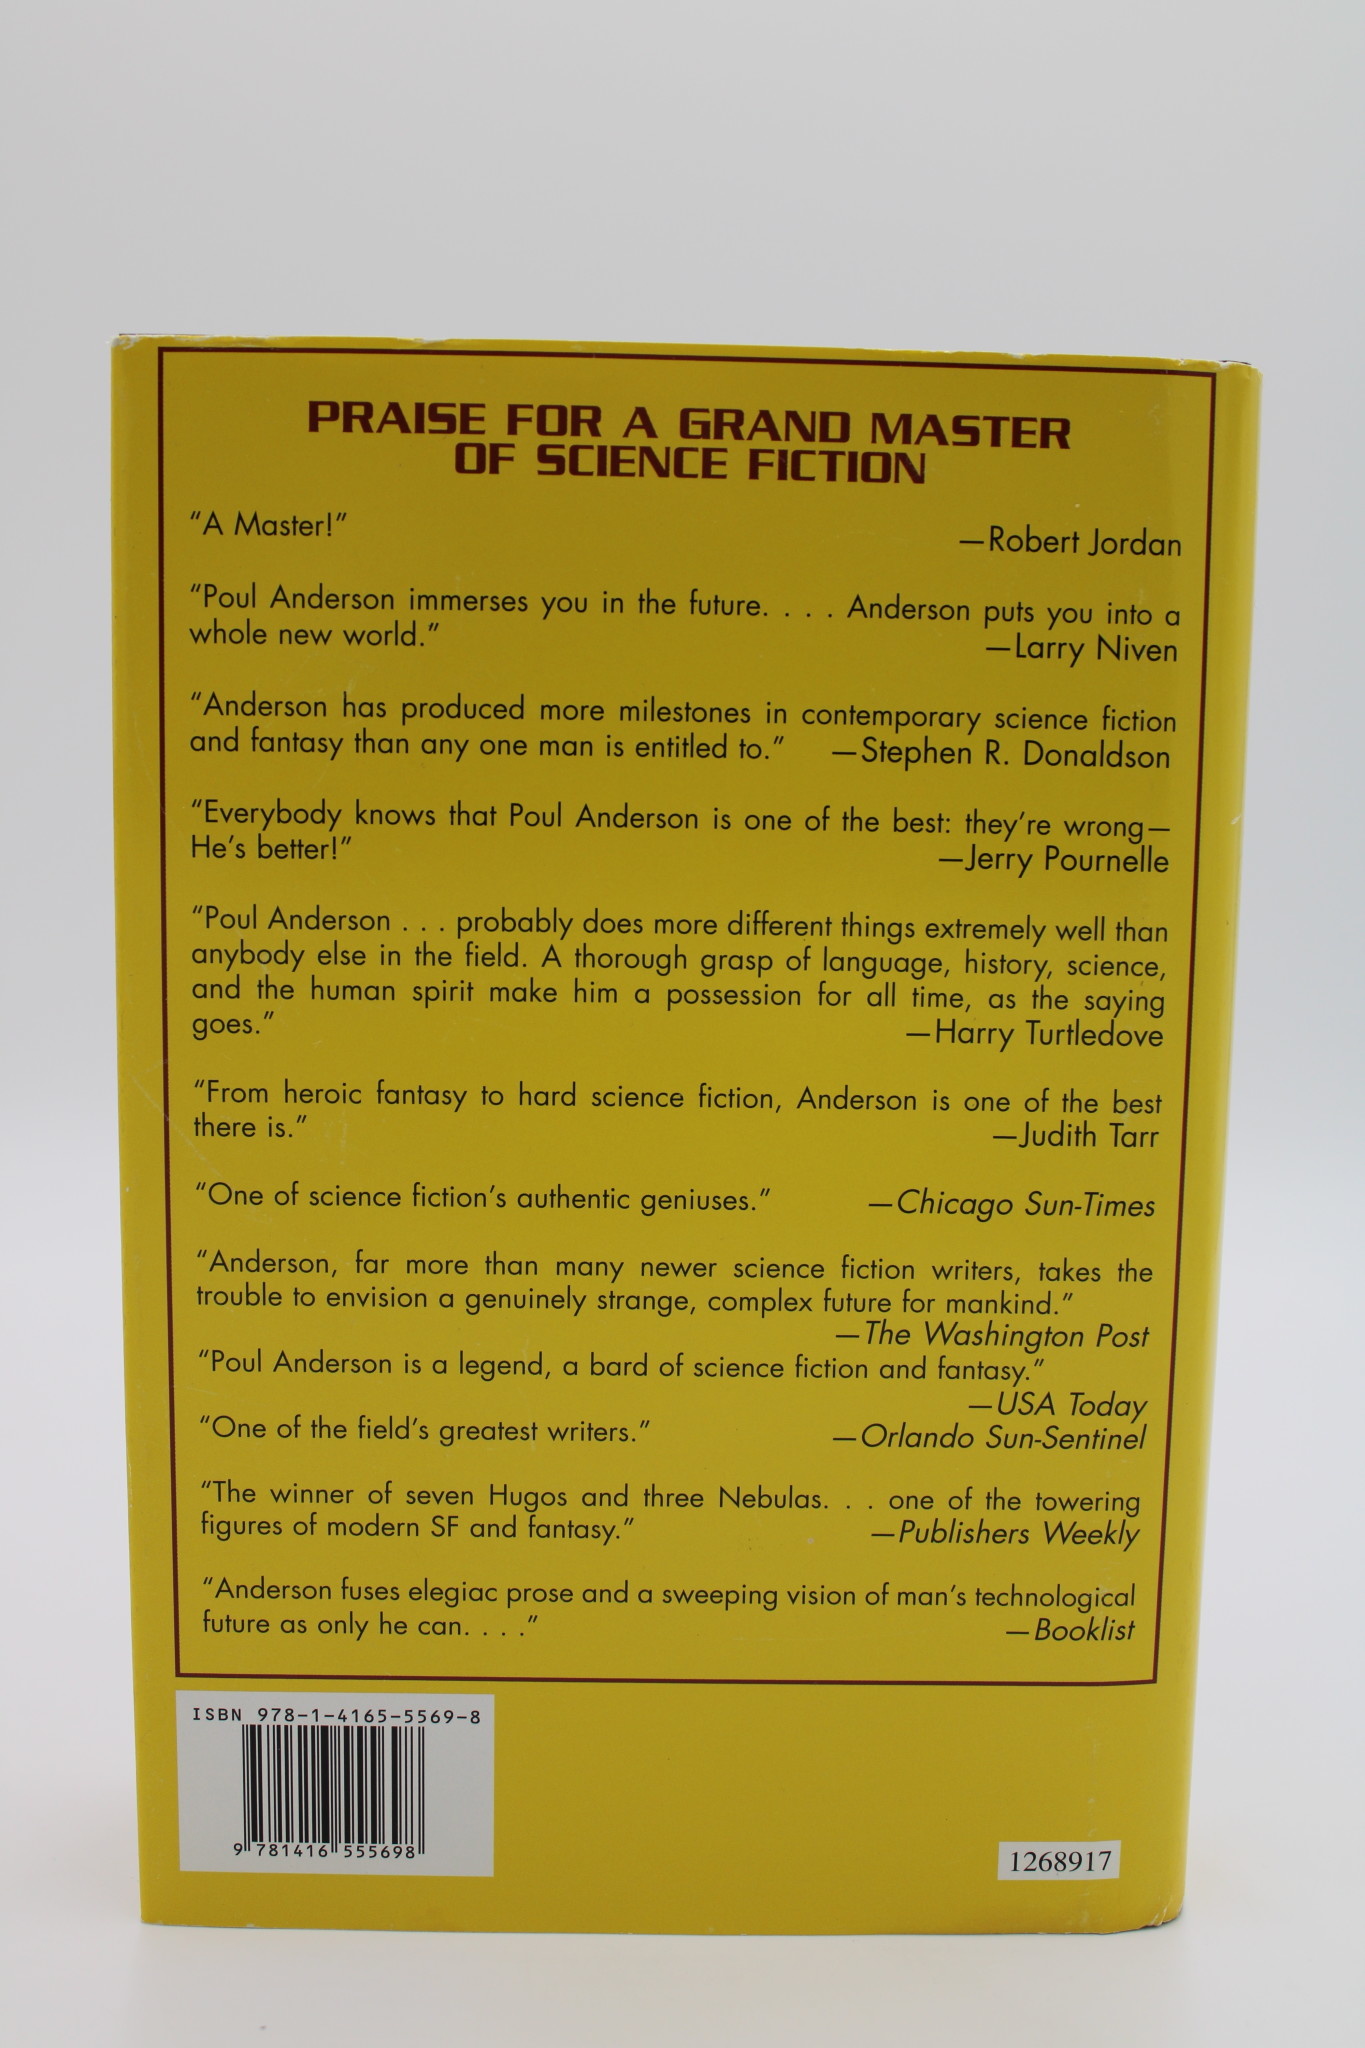 PRAISE FOR A GRAND MASTER
OF SCIENCE FICTION
“A Master!” —Robert Jordan
“Poul Anderson immerses you in the future. . . . Anderson puts you into a
whole new world.” —Larry Niven
“Anderson has produced more milestones in contemporary science fiction
and fantasy than any one man is entitled to.” —Stephen R. Donaldson
“Everybody knows that Poul Anderson is one of the best: they’re wrong—
He’s better!” —Jerry Pournelle
“Poul Anderson . . . probably does more different things extremely well than
anybody else in the field. A thorough grasp of language, history, science,
and the human spirit make him a possession for all time, as the saying
goes.” —Harry Turtledove
“From heroic fantasy to hard science fiction, Anderson is one of the best
there is.” —Judith Tarr
“One of science fiction’s authentic geniuses.” —Chicago Sun-Times
“Anderson, far more than many newer science fiction writers, takes the
trouble to envision a genuinely strange, complex future for mankind.”
—The Washington Post
“Poul Anderson is a legend, a bard of science fiction and fantasy.”
—USA Today
“One of the field’s greatest writers.” —Orlando Sun-Sentinel
“The winner of seven Hugos and three Nebulas. . . one of the towering
figures of modern SF and fantasy.” —Publishers Weekly
“Anderson fuses elegiac prose and a sweeping vision of man’s technological
future as only he can. . . .” —Booklist
ISBN 978-1-4165-5569-8
9 781416 555698
1268917